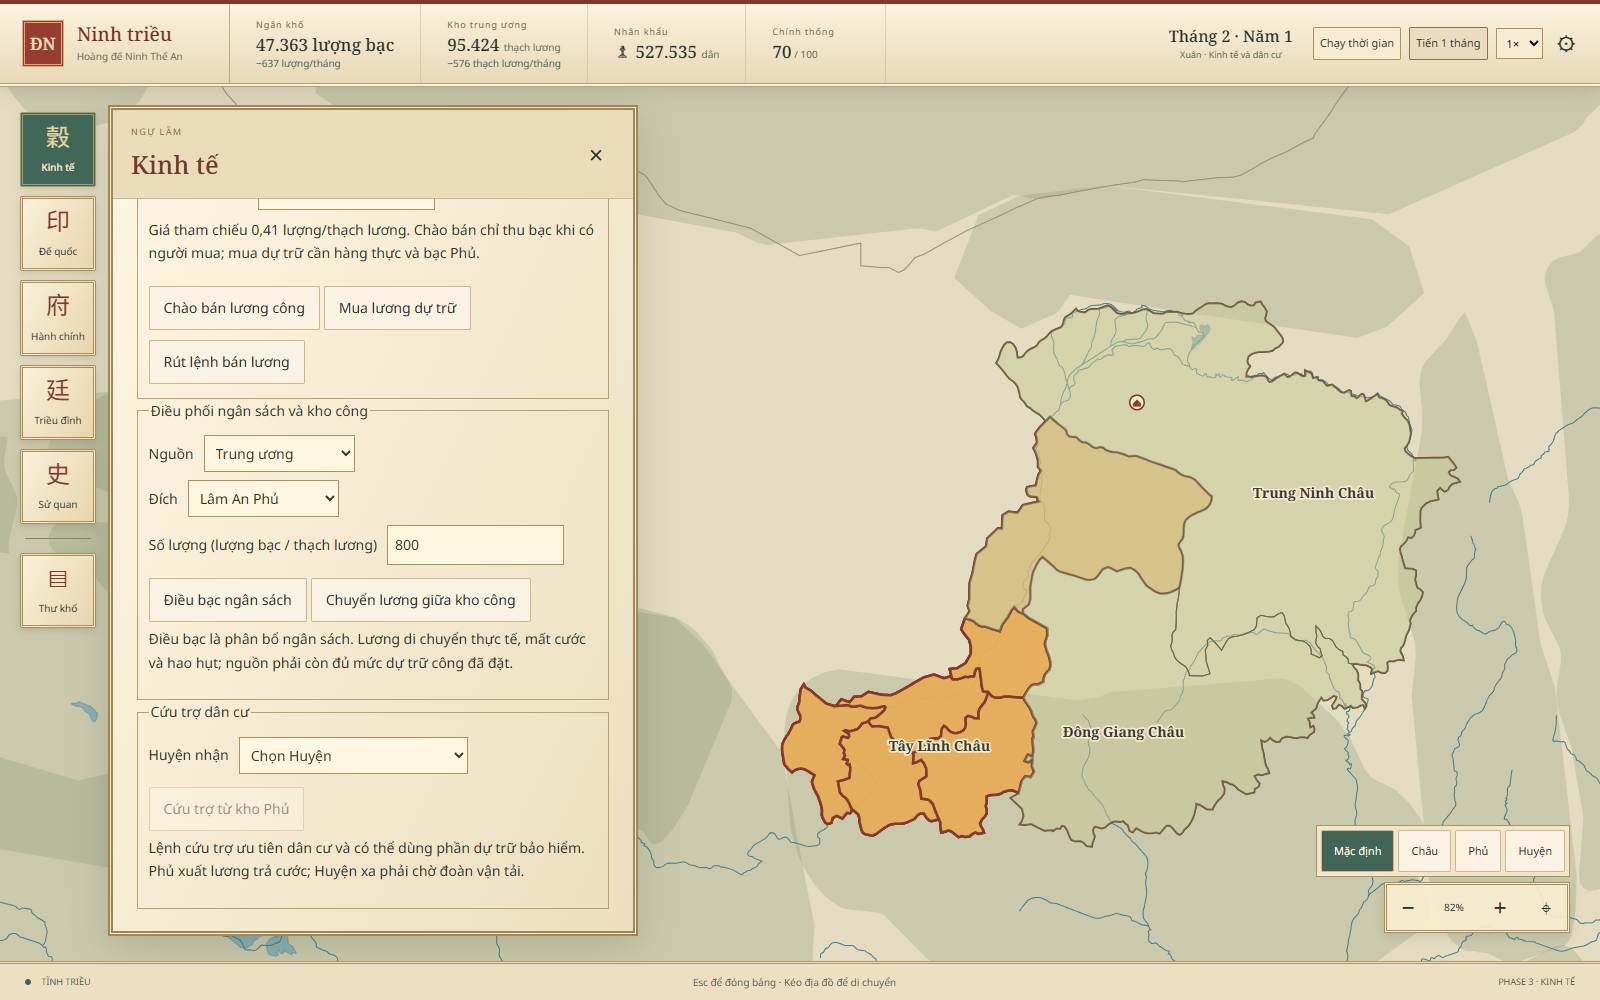 ĐN
Ninh triều
Hoàng đế Ninh Thế An
Ngân khố
47.363 lượng bạc
−637 lượng/tháng
Kho trung ương
95.424 thạch lương
−576 thạch lương/tháng
Nhân khẩu
527.535 dân
Chính thống
70 / 100
Tháng 2 · Năm 1
Xuân · Kinh tế và dân cư
Chạy thời gian
Tiến 1 tháng
1×
穀
Kinh tế
印
Đế quốc
府
Hành chính
廷
Triều đình
史
Sử quan
Thư khố
NGỰ LÃM
Kinh tế
×
Giá tham chiếu 0,41 lượng/thạch lương. Chào bán chỉ thu bạc khi có
người mua; mua dự trữ cần hàng thực và bạc Phủ.
Chào bán lương công
Mua lương dự trữ
Rút lệnh bán lương
Điều phối ngân sách và kho công
Nguồn
Trung ương
Đích
Lâm An Phủ
Số lượng (lượng bạc / thạch lương)
800
Điều bạc ngân sách
Chuyển lương giữa kho công
Điều bạc là phân bổ ngân sách. Lương di chuyển thực tế, mất cước
và hao hụt; nguồn phải còn đủ mức dự trữ công đã đặt.
Cứu trợ dân cư
Huyện nhận
Chọn Huyện
Cứu trợ từ kho Phủ
Lệnh cứu trợ ưu tiên dân cư và có thể dùng phần dự trữ bảo hiểm.
Phủ xuất lương trả cước; Huyện xa phải chờ đoàn vận tải.
Trung Ninh Châu
Đông Giang Châu
Tây Lĩnh Châu
Mặc định
Châu
Phủ
Huyện
−
82%
+
TĨNH TRIỀU
Esc để đóng bảng · Kéo địa đồ để di chuyển
PHASE 3 · KINH TẾ